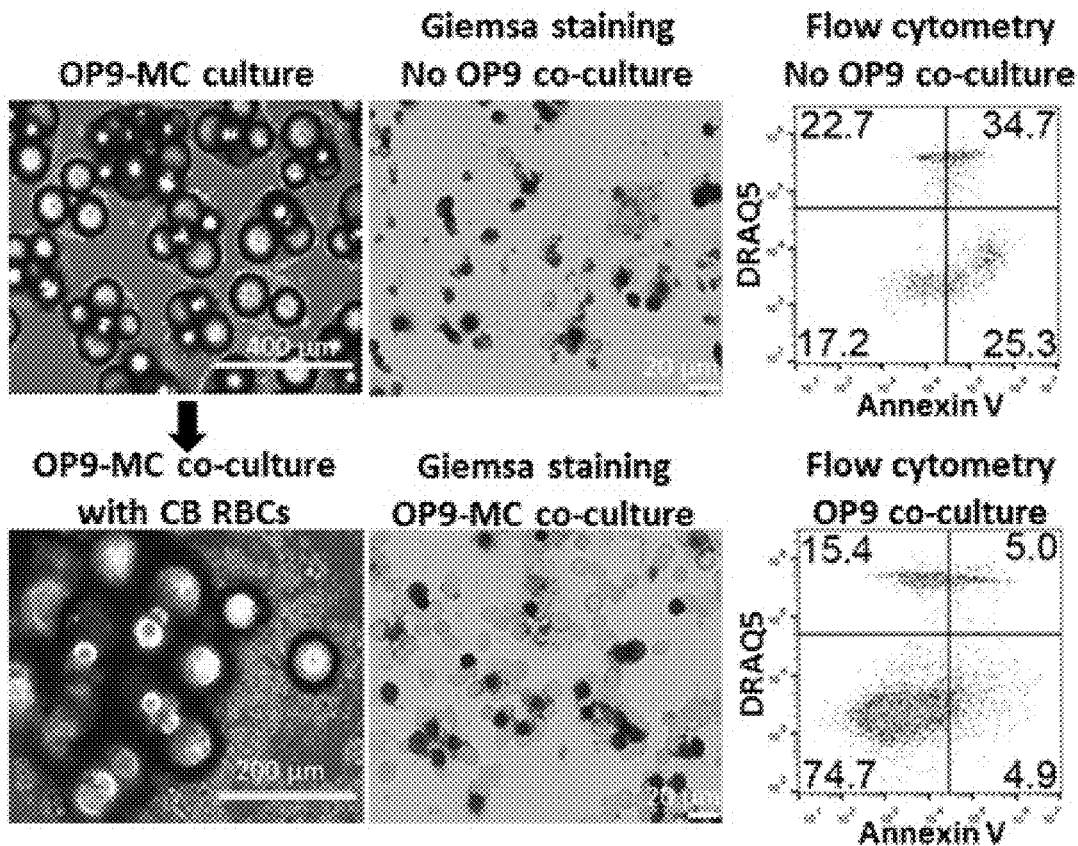 OP9-MC culture
Giemsa staining
No OP9 co-culture
Flow cytometry
No OP9 co-culture
400 µm
22.7
34.7
17.2
25.3
DRAQ5
Annexin V
OP9-MC co-culture
with CB RBCs
Giemsa staining
OP9-MC co-culture
Flow cytometry
OP9 co-culture
200 µm
15.4
5.0
74.7
4.9
DRAQ5
Annexin V